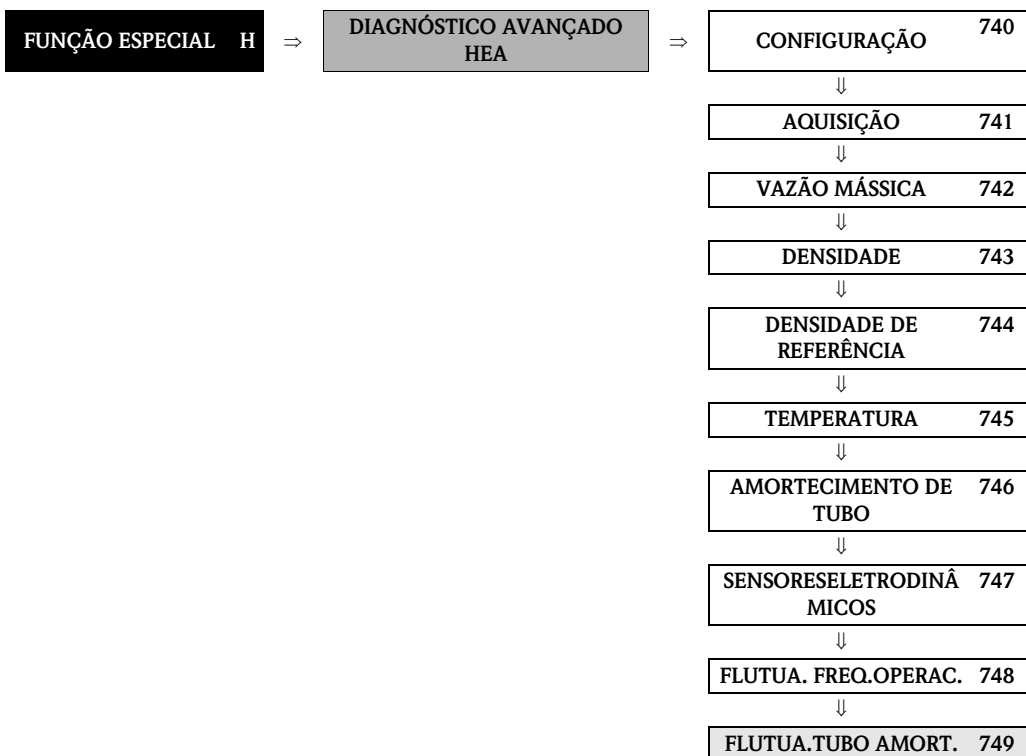 FUNÇÃO ESPECIAL H ⇒ DIAGNÓSTICO AVANÇADO
HEA ⇒ CONFIGURAÇÃO 740
⇓
AQUISIÇÃO 741
⇓
VAZÃO MÁSSICA 742
⇓
DENSIDADE 743
⇓
DENSIDADE DE 744
REFERÊNCIA
⇓
TEMPERATURA 745
⇓
AMORTECIMENTO DE 746
TUBO
⇓
SENSORESELETRODINÂ 747
MICOS
⇓
FLUTUA. FREQ.OPERAC. 748
⇓
FLUTUA.TUBO AMORT. 749